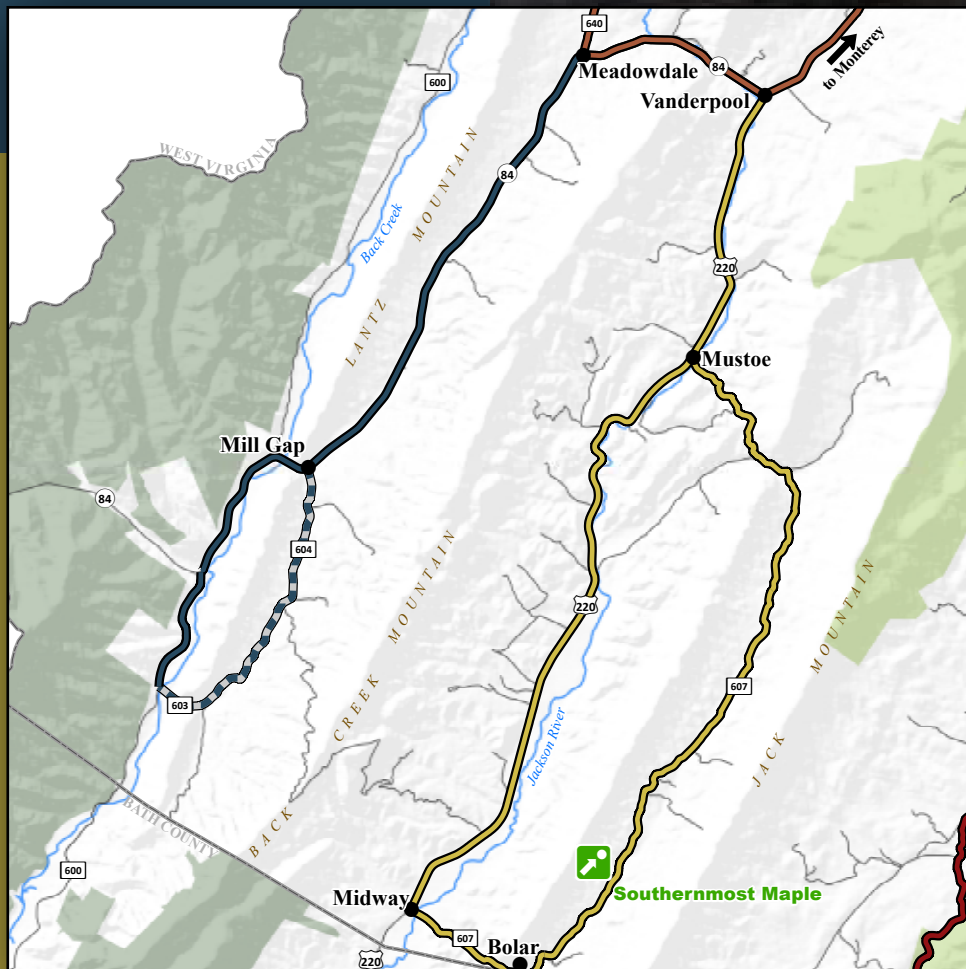 640
600
Meadowdale
84
to Monterey
Vanderpool
WEST VIRGINIA
84
Back Creek
LANTZ MOUNTAIN
220
Mustoe
Mill Gap
84
604
220
607
603
BACK CREEK MOUNTAIN
JACK MOUNTAIN
Jackson River
BATH COUNTY
600
Southernmost Maple
Midway
607
Bolar
220